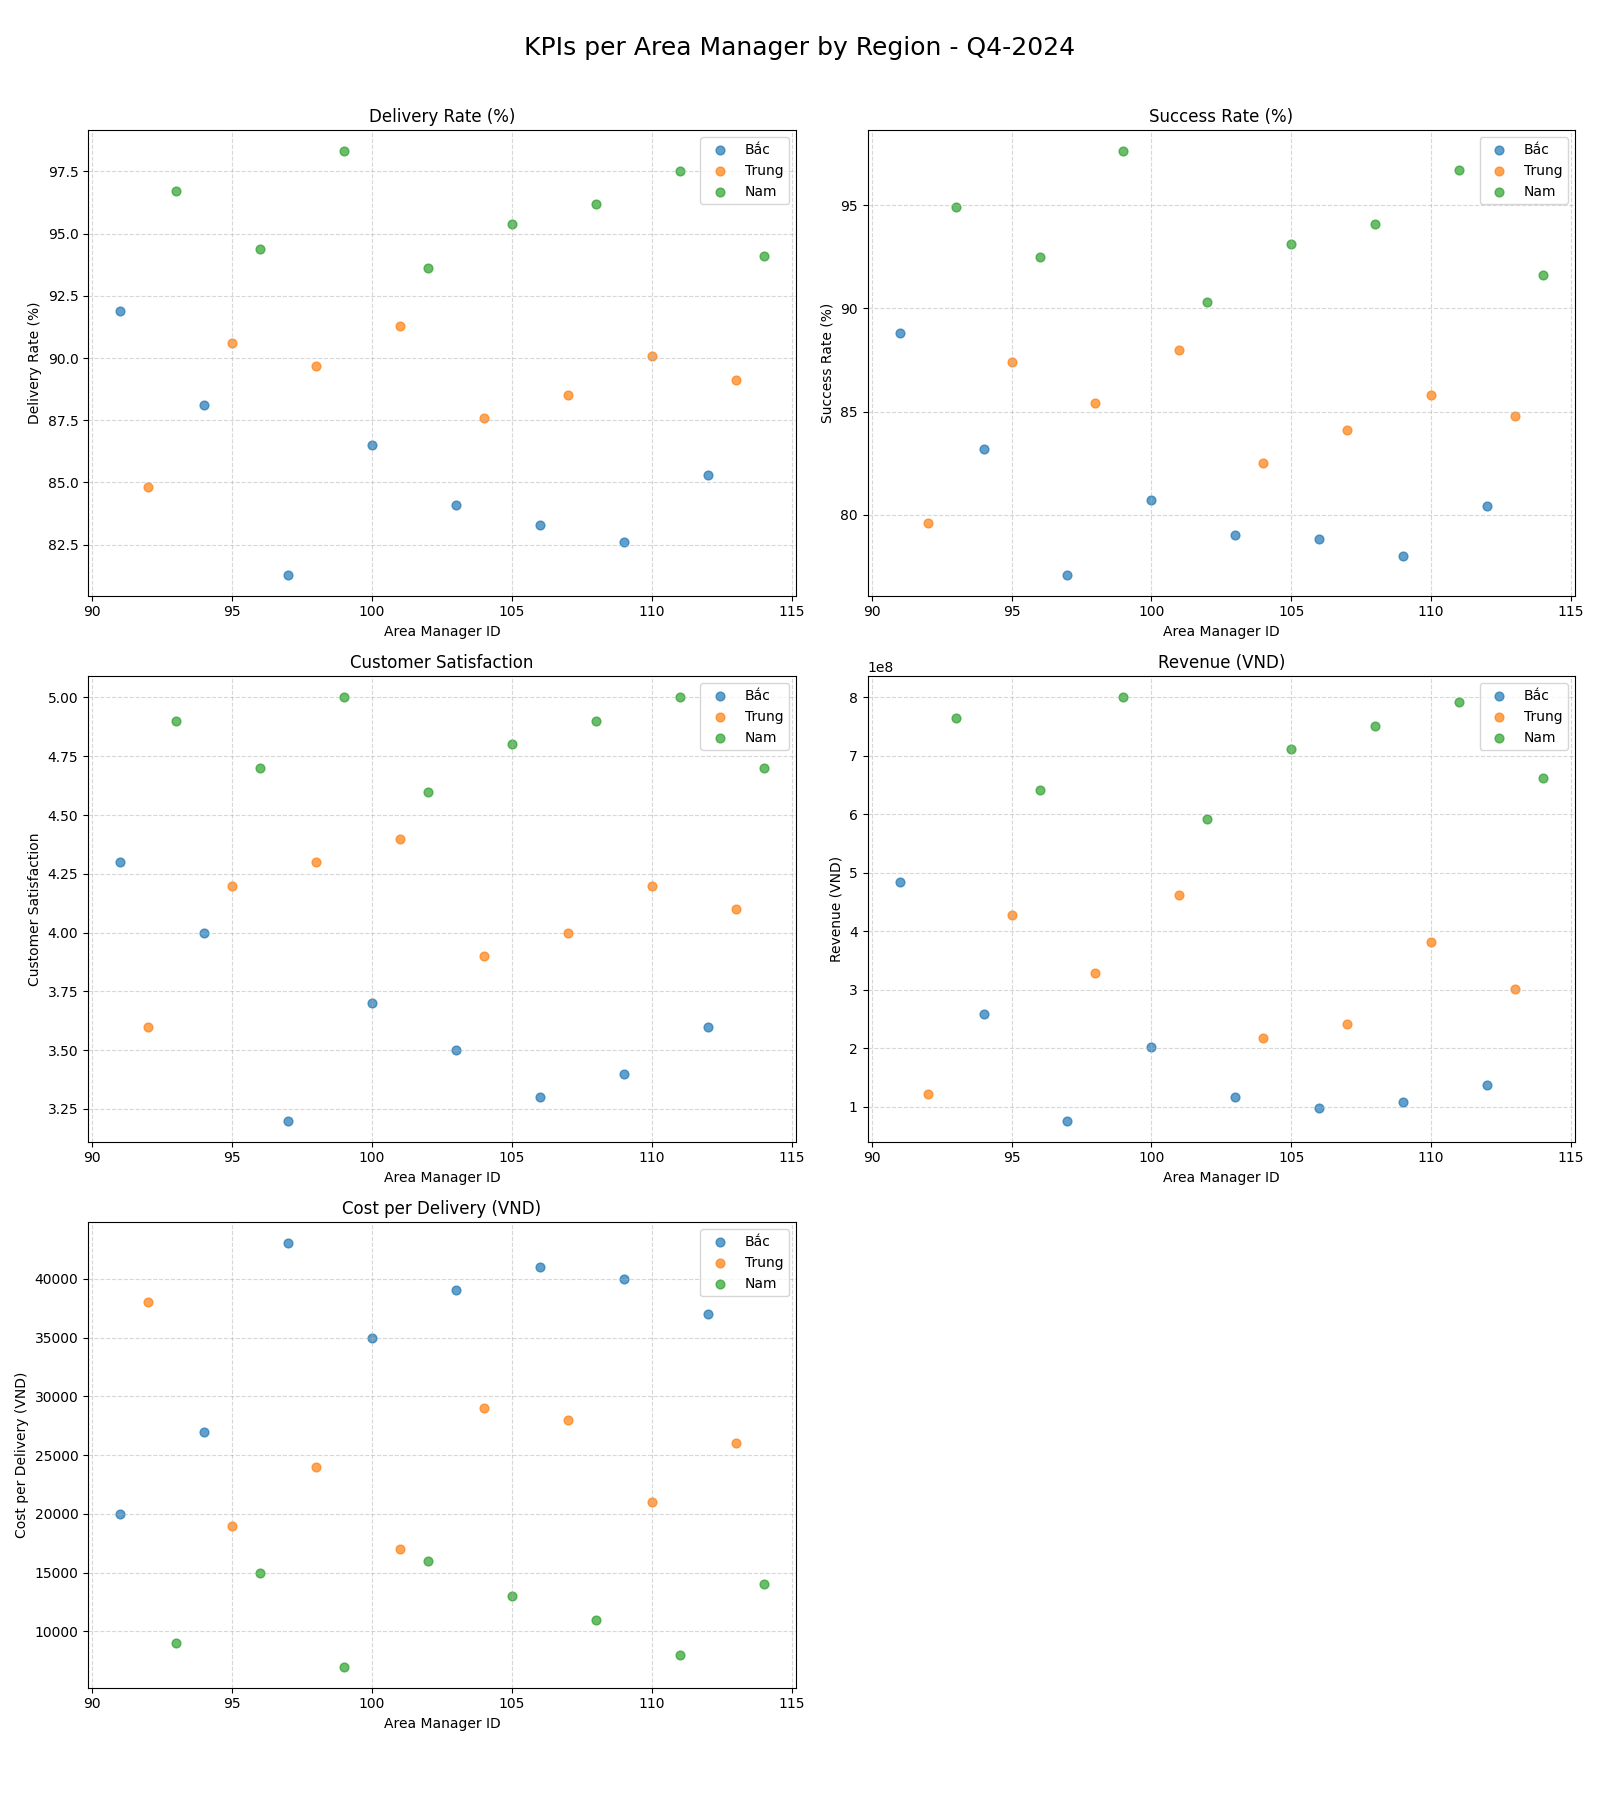 KPIs per Area Manager by Region - Q4-2024
Delivery Rate (%)
Delivery Rate (%)
97.5
95.0
92.5
90.0
87.5
85.0
82.5
Bắc
Trung
Nam
90 95 100 105 110 115
Area Manager ID
Success Rate (%)
Success Rate (%)
95
90
85
80
Bắc
Trung
Nam
90 95 100 105 110 115
Area Manager ID
Customer Satisfaction
Customer Satisfaction
5.00
4.75
4.50
4.25
4.00
3.75
3.50
3.25
Bắc
Trung
Nam
90 95 100 105 110 115
Area Manager ID
Revenue (VND)
1e8
Revenue (VND)
8
7
6
5
4
3
2
1
Bắc
Trung
Nam
90 95 100 105 110 115
Area Manager ID
Cost per Delivery (VND)
Cost per Delivery (VND)
40000
35000
30000
25000
20000
15000
10000
Bắc
Trung
Nam
90 95 100 105 110 115
Area Manager ID